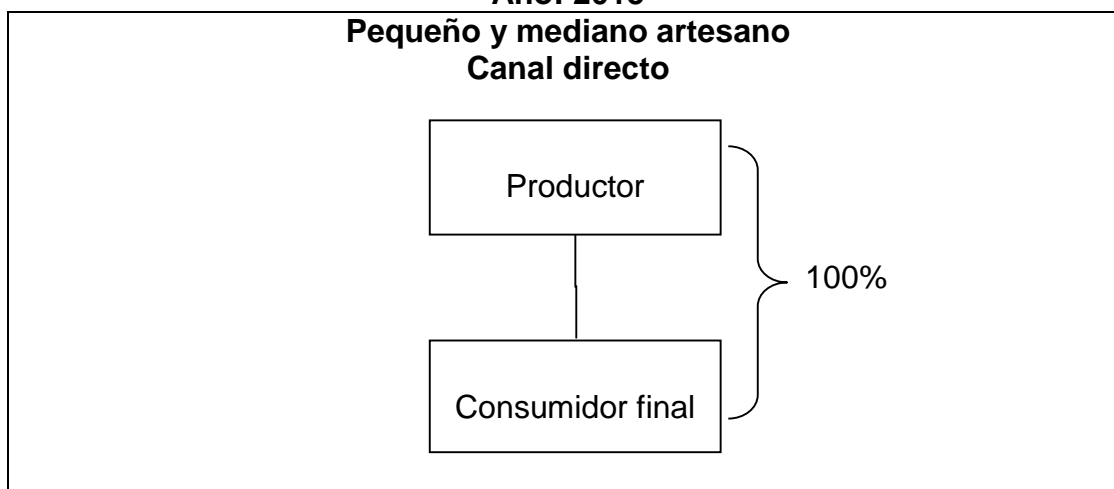 Pequeño y mediano artesano
Canal directo
Productor
100%
Consumidor final